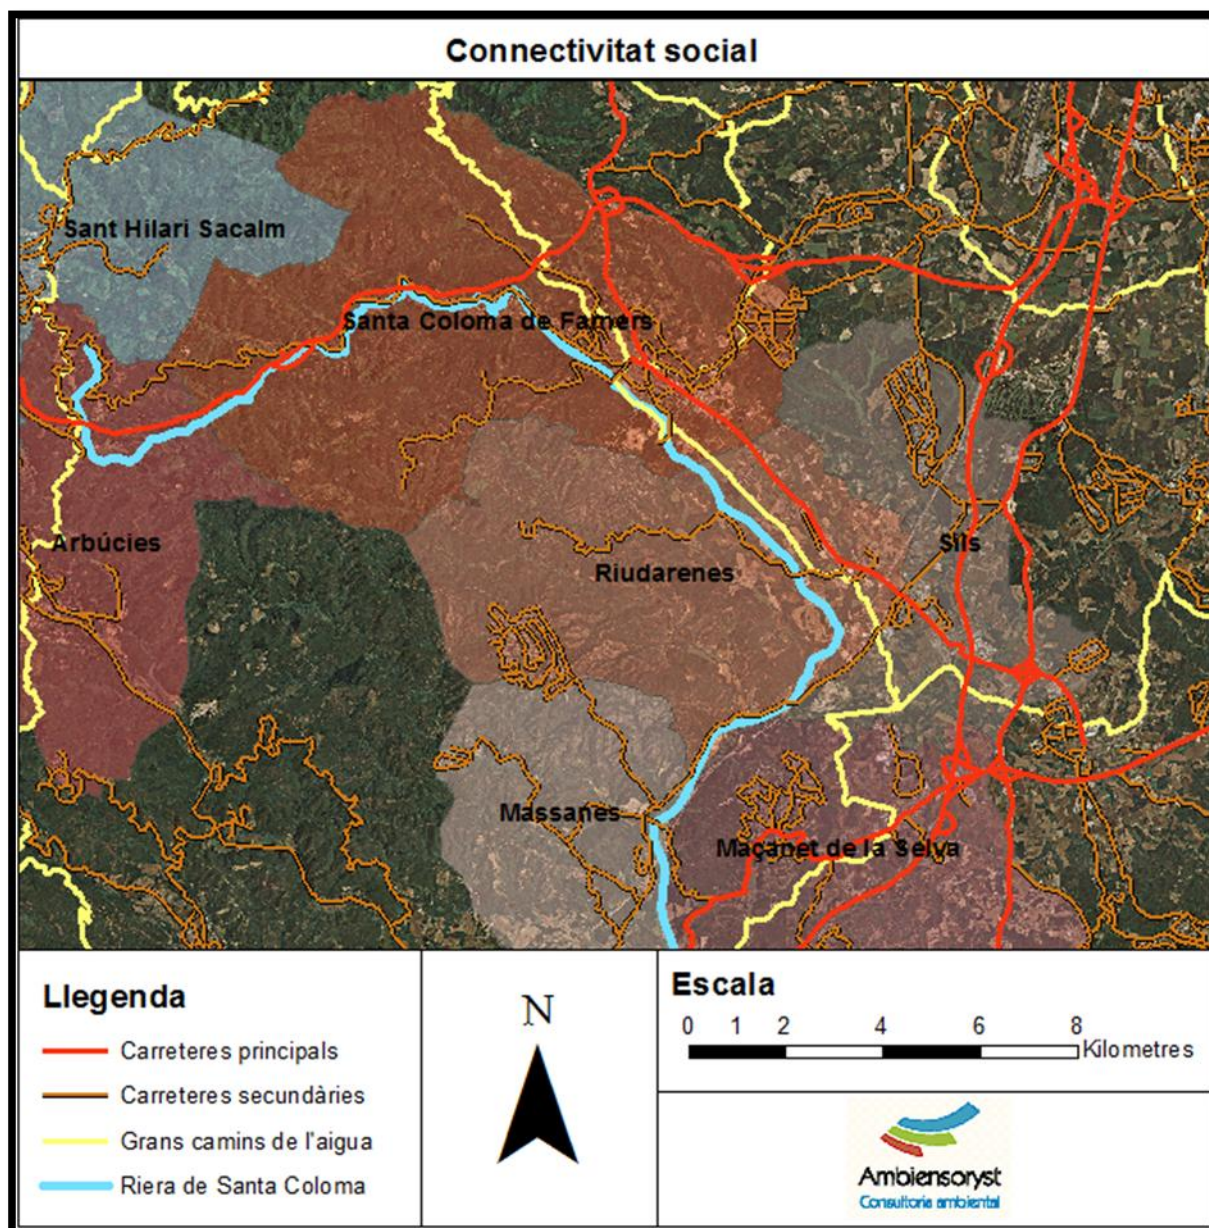 Connectivitat social
Sant Hilari Sacalm
Santa Coloma de Famers
Arbúcies
Riudarenes
Sils
Massanes
Maçanet de la Selva
Llegenda
Carreteres principals
Carreteres secundàries
Grans camins de l'aigua
Riera de Santa Coloma
N
Escala
0 1 2 4 6 8
Kilometres
Ambiensoryst
Consultoria ambiental